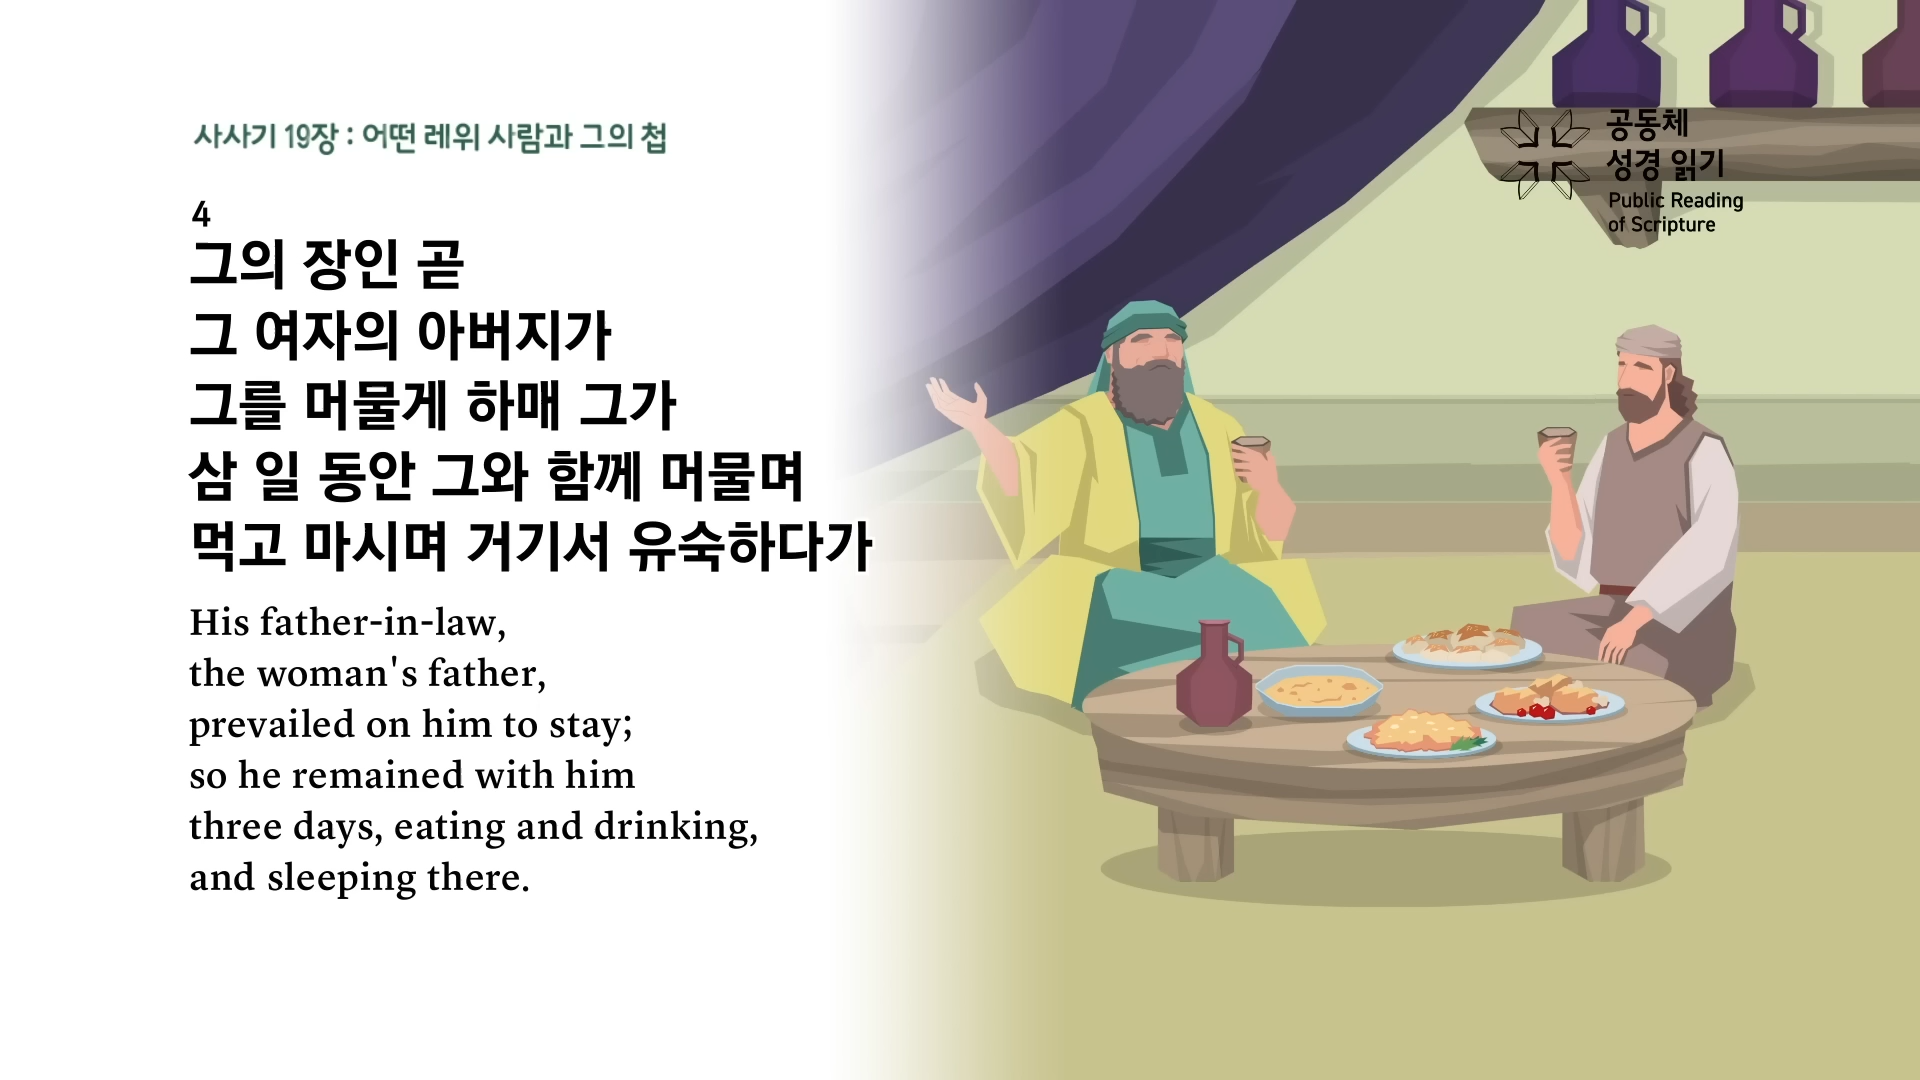 사사기 19장 : 어떤 레위 사람과 그의 첩
4
그의 장인 곧
그 여자의 아버지가
그를 머물게 하매 그가
삼 일 동안 그와 함께 머물며
먹고 마시며 거기서 유숙하다가
His father-in-law,
the woman's father,
prevailed on him to stay;
so he remained with him
three days, eating and drinking,
and sleeping there.
공동체
성경 읽기
Public Reading
of Scripture